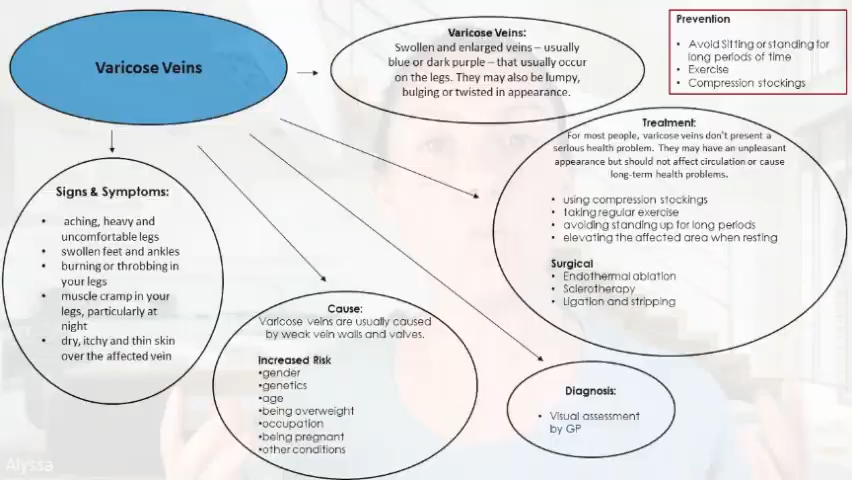 Varicose Veins
Varicose Veins:
Swollen and enlarged veins – usually
blue or dark purple – that usually occur
on the legs. They may also be lumpy,
bulging or twisted in appearance.
Prevention
• Avoid Sitting or standing for
long periods of time
• Exercise
• Compression stockings
Treatment:
For most people, varicose veins don't present a
serious health problem. They may have an unpleasant
appearance but should not affect circulation or cause
long-term health problems.
• using compression stockings
• taking regular exercise
• avoiding standing up for long periods
• elevating the affected area when resting
Surgical
• Endothermal ablation
• Sclerotherapy
• Ligation and stripping
Signs & Symptoms:
• aching, heavy and
uncomfortable legs
• swollen feet and ankles
• burning or throbbing in
your legs
• muscle cramp in your
legs, particularly at
night
• dry, itchy and thin skin
over the affected vein
Cause:
Varicose veins are usually caused
by weak vein walls and valves.
Increased Risk
•gender
•genetics
•age
•being overweight
•occupation
•being pregnant
•other conditions
Diagnosis:
• Visual assessment
by GP
Alyssa